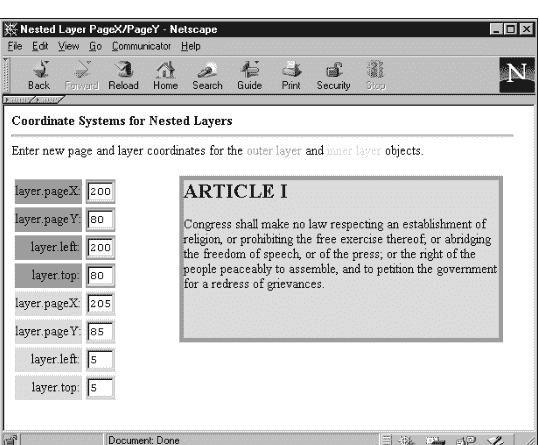 Nested Layer PageX/PageY - Netscape
File Edit View Go Communicator Help
Back Forward Reload Home Search Guide Print Security Stop
N
Coordinate Systems for Nested Layers
Enter new page and layer coordinates for the outer layer and inner layer objects.
layer.pageX: 200
layer.pageY: 80
layer.left: 200
layer.top: 80
layer.pageX: 205
layer.pageY: 85
layer.left: 5
layer.top: 5
ARTICLE I
Congress shall make no law respecting an establishment of
religion, or prohibiting the free exercise thereof; or abridging
the freedom of speech, or of the press; or the right of the
people peaceably to assemble, and to petition the government
for a redress of grievances.
Document: Done